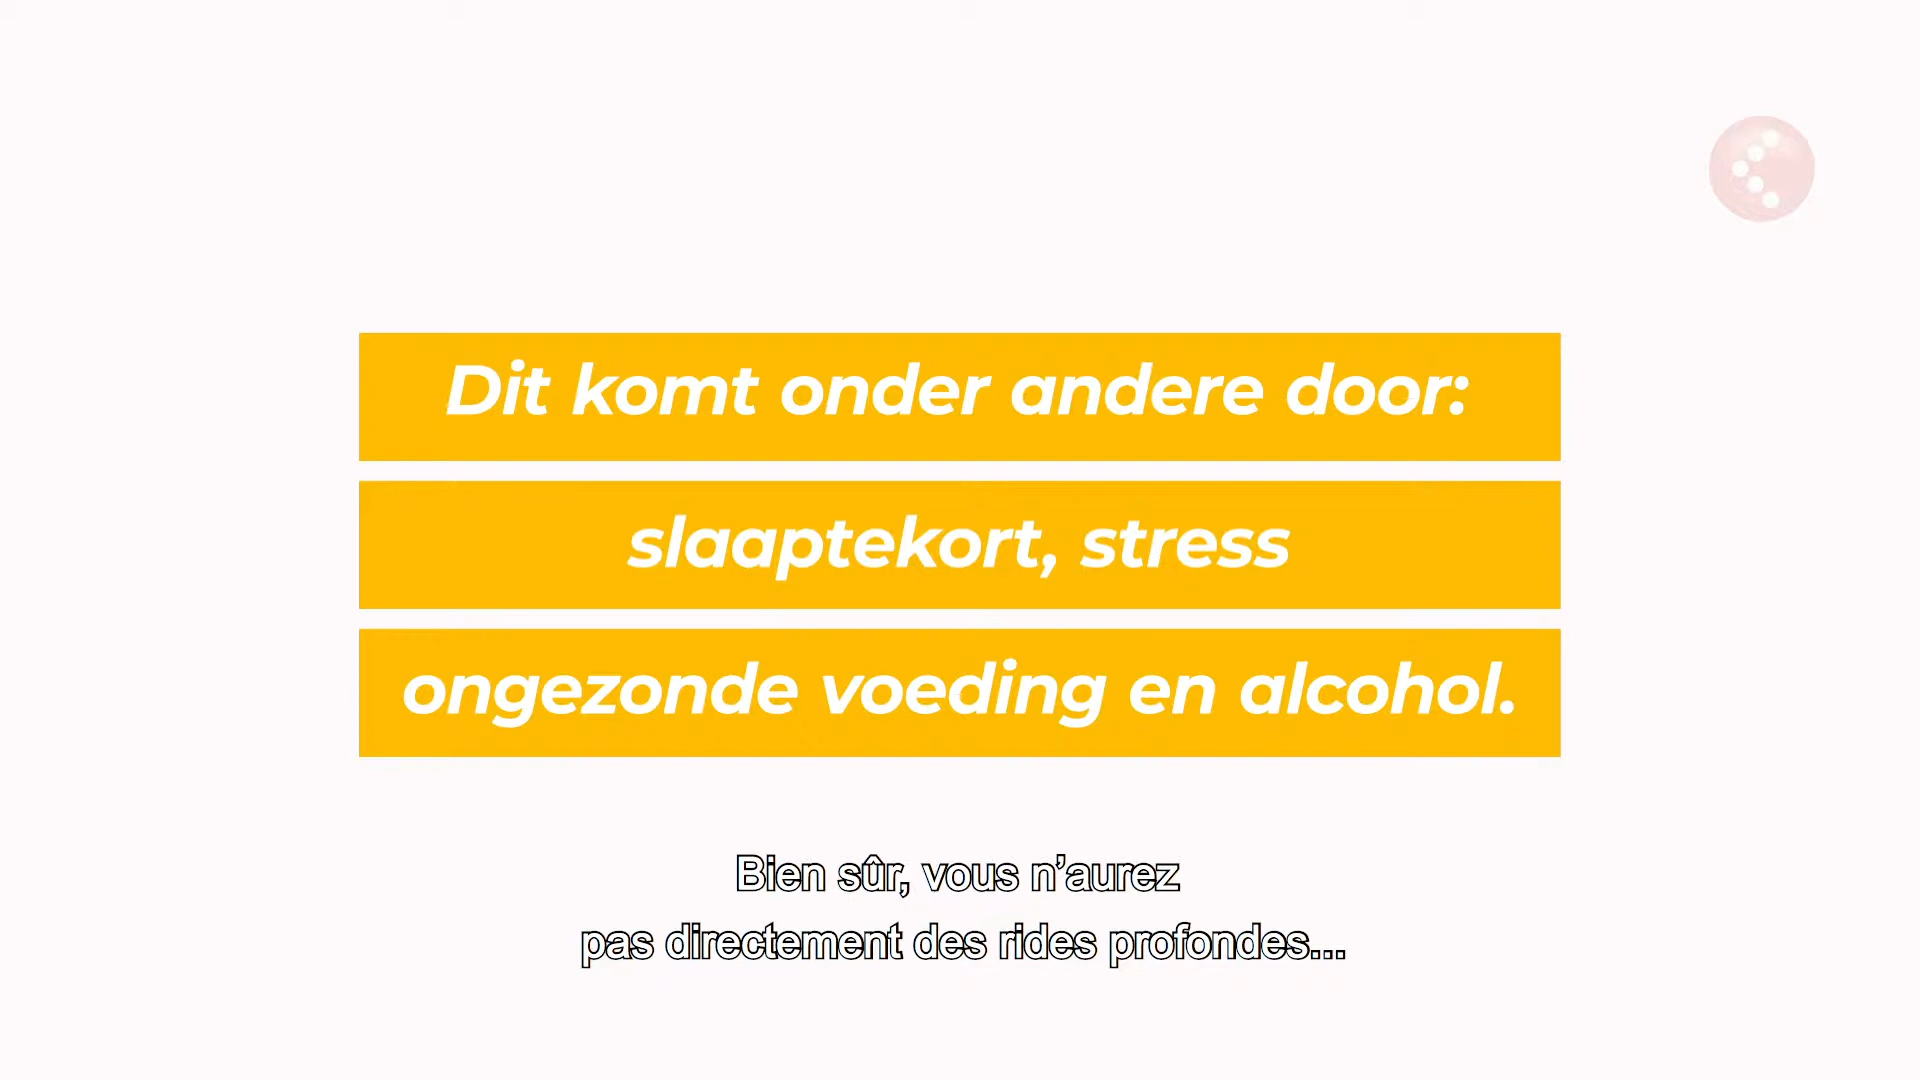 Dit komt onder andere door:
slaaptekort, stress
ongezonde voeding en alcohol.
Bien sûr, vous n’aurez
pas directement des rides profondes...